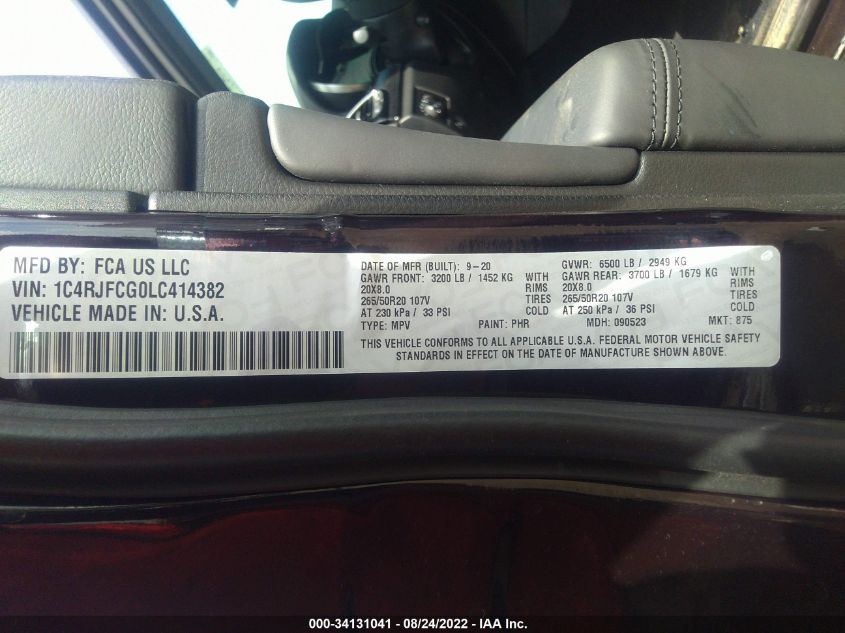 MFD BY: FCA US LLC
VIN: 1C4RJFCG0LC414382
VEHICLE MADE IN: U.S.A.
DATE OF MFR (BUILT): 9-20
GAWR FRONT: 3200 LB / 1452 KG WITH
20X8.0 RIMS
265/50R20 107V TIRES
AT 230 kPa / 33 PSI COLD
TYPE: MPV PAINT: PHR
GVWR: 6500 LB / 2949 KG
GAWR REAR: 3700 LB / 1679 KG WITH
20X8.0 RIMS
265/50R20 107V TIRES
AT 250 kPa / 36 PSI COLD
MDH: 090523 MKT: 875
THIS VEHICLE CONFORMS TO ALL APPLICABLE U.S.A. FEDERAL MOTOR VEHICLE SAFETY
STANDARDS IN EFFECT ON THE DATE OF MANUFACTURE SHOWN ABOVE.
000-34131041 - 08/24/2022 - IAA Inc.